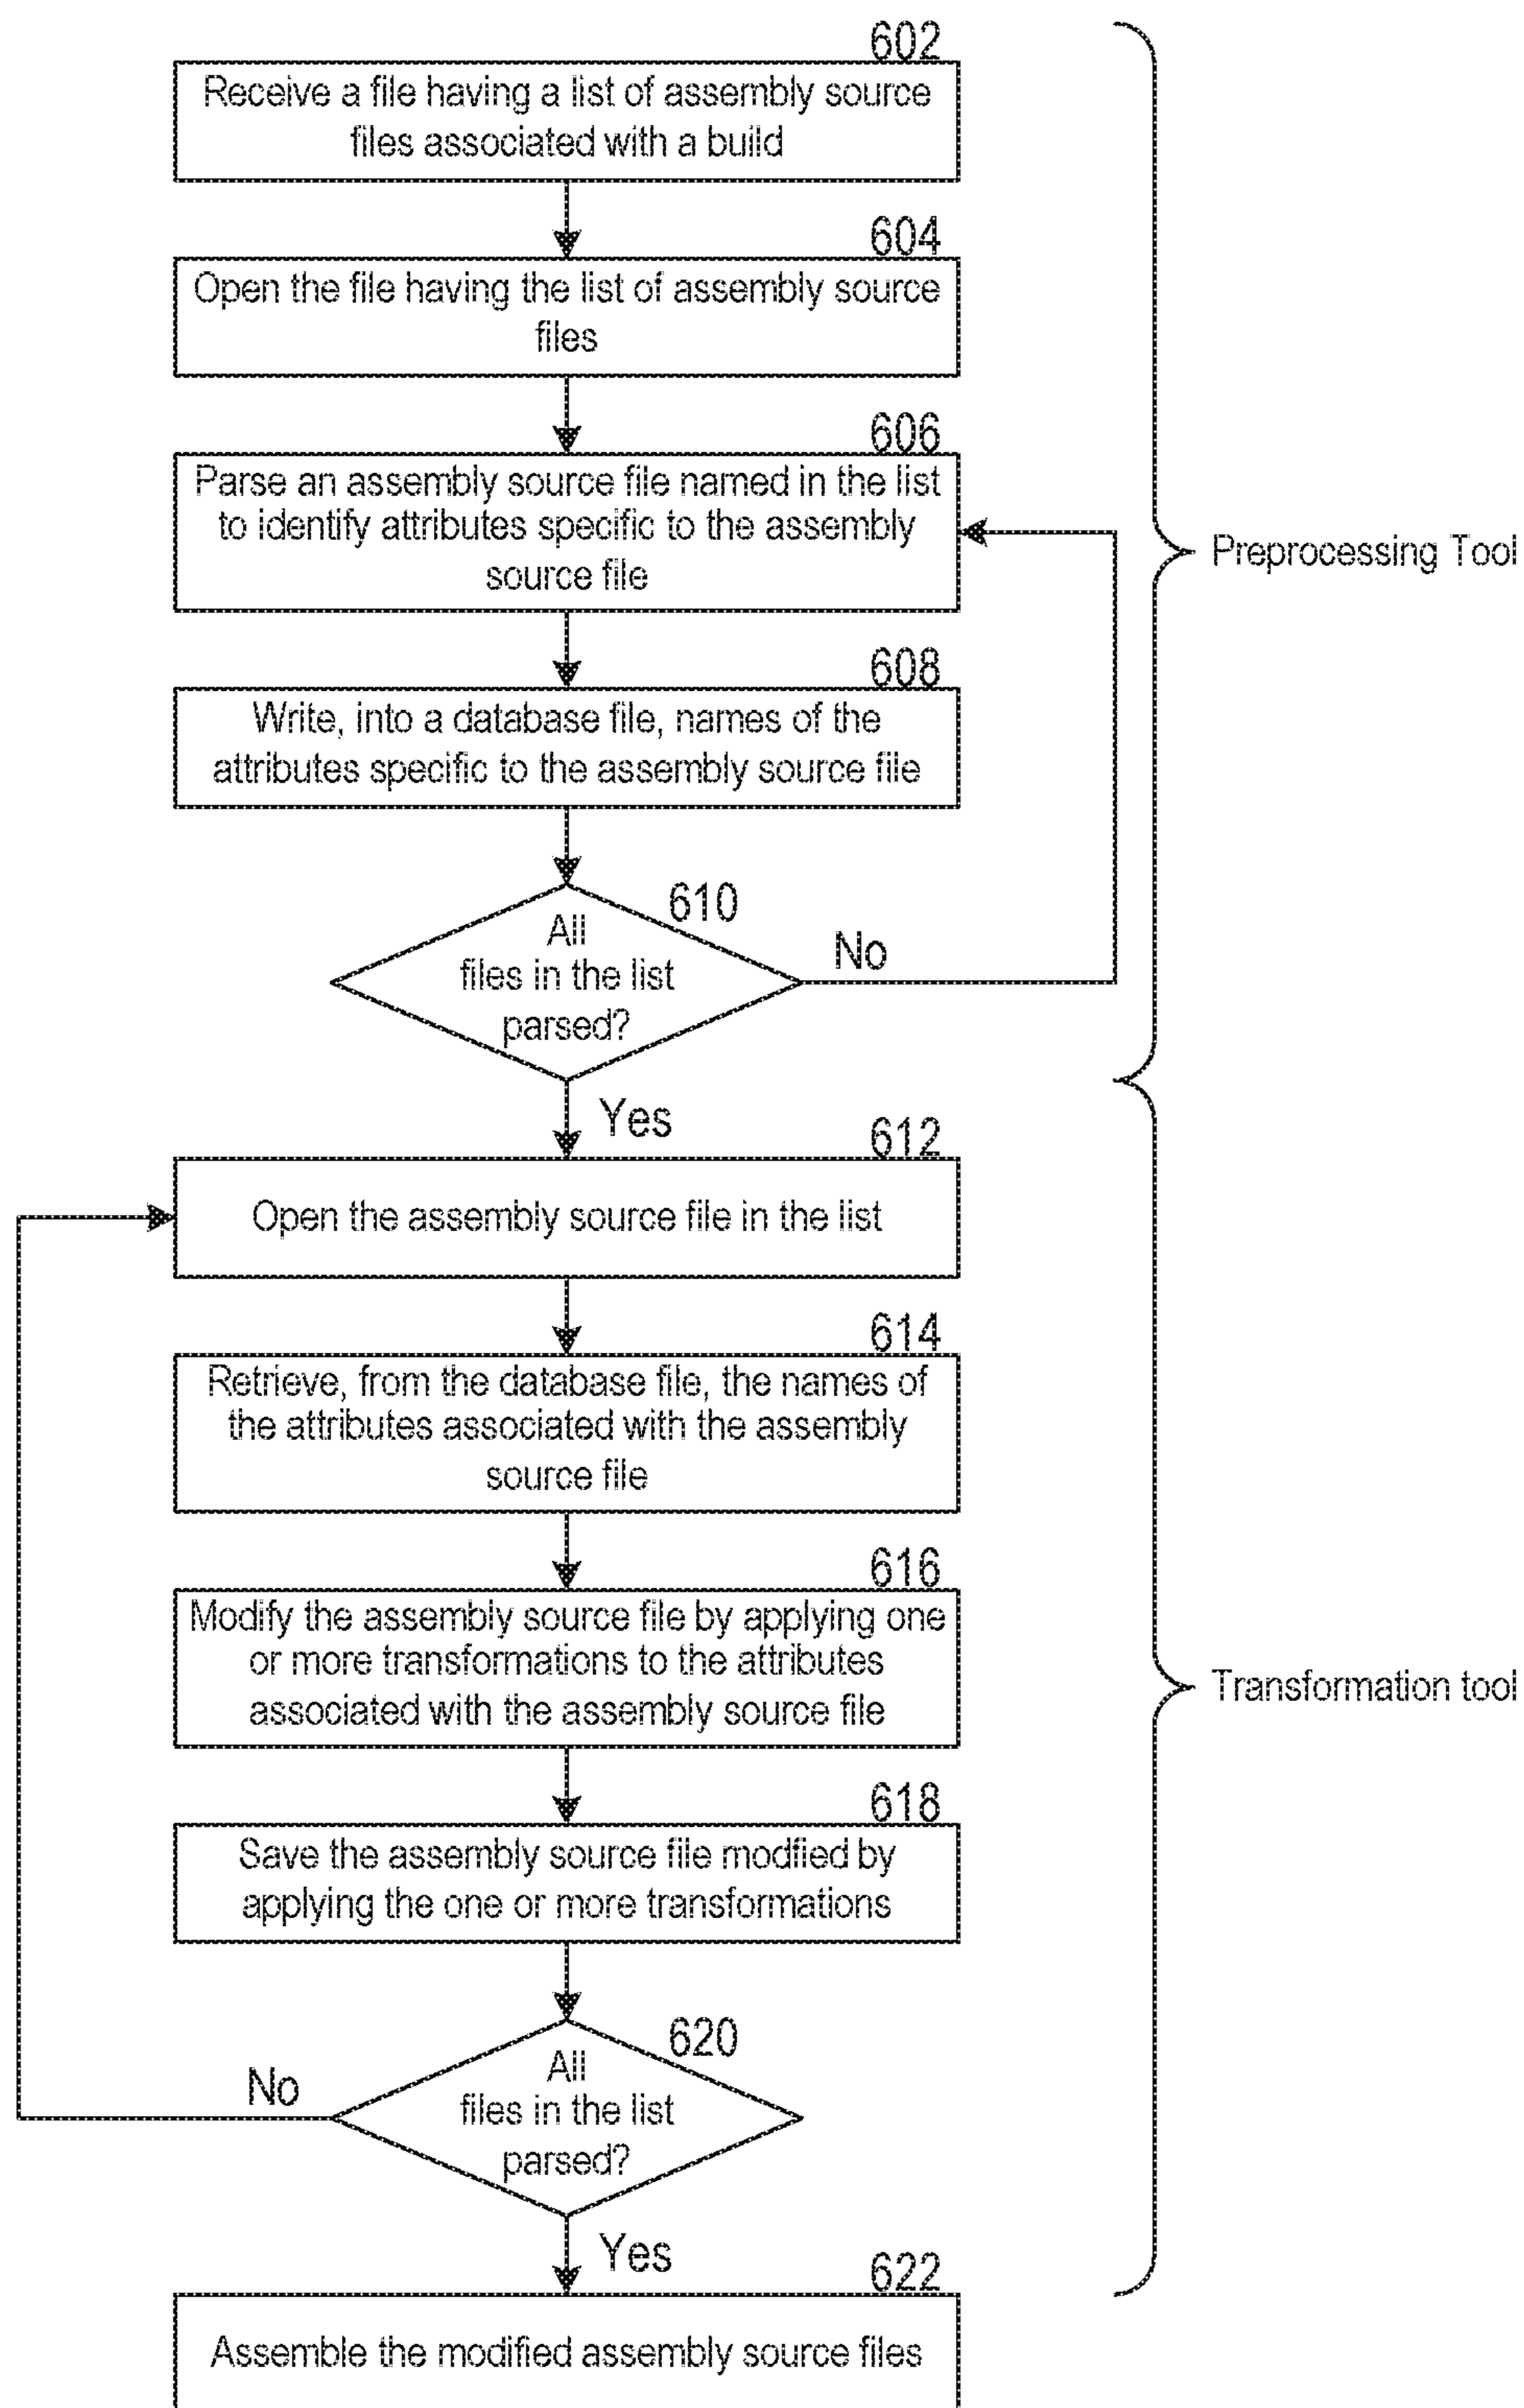 602
Receive a file having a list of assembly source
files associated with a build
604
Open the file having the list of assembly source
files
606
Parse an assembly source file named in the list
to identify attributes specific to the assembly
source file
Preprocessing Tool
608
Write, into a database file, names of the
attributes specific to the assembly source file
610
All
files in the list
parsed?
No
Yes
612
Open the assembly source file in the list
614
Retrieve, from the database file, the names of
the attributes associated with the assembly
source file
616
Modify the assembly source file by applying one
or more transformations to the attributes
associated with the assembly source file
Transformation tool
618
Save the assembly source file modfied by
applying the one or more transformations
620
All
files in the list
parsed?
No
Yes
622
Assemble the modified assembly source files